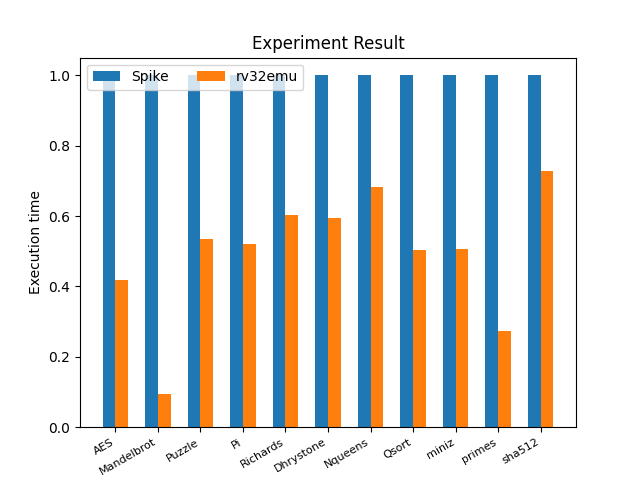 Experiment Result
Spike rv32emu
Execution time
1.0
0.8
0.6
0.4
0.2
0.0
AES
Mandelbrot
Puzzle
Pi
Richards
Dhrystone
Nqueens
Qsort
miniz
primes
sha512